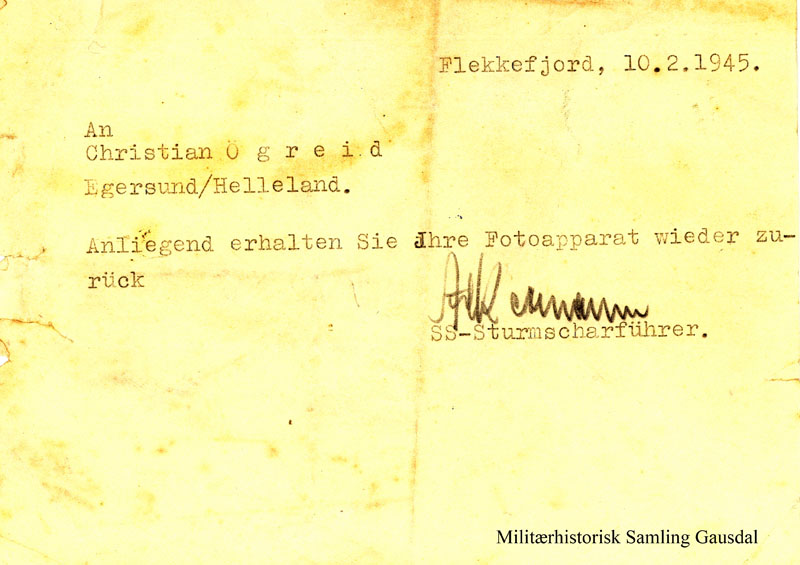 Flekkefjord, 10.2.1945.
An
Christian Ö g r e i d
Egersund/Helleland.
Anliegend erhalten Sie Ihre Fotoapparat wieder zu-
rück
SS-Sturmscharführer.
Militærhistorisk Samling Gausdal